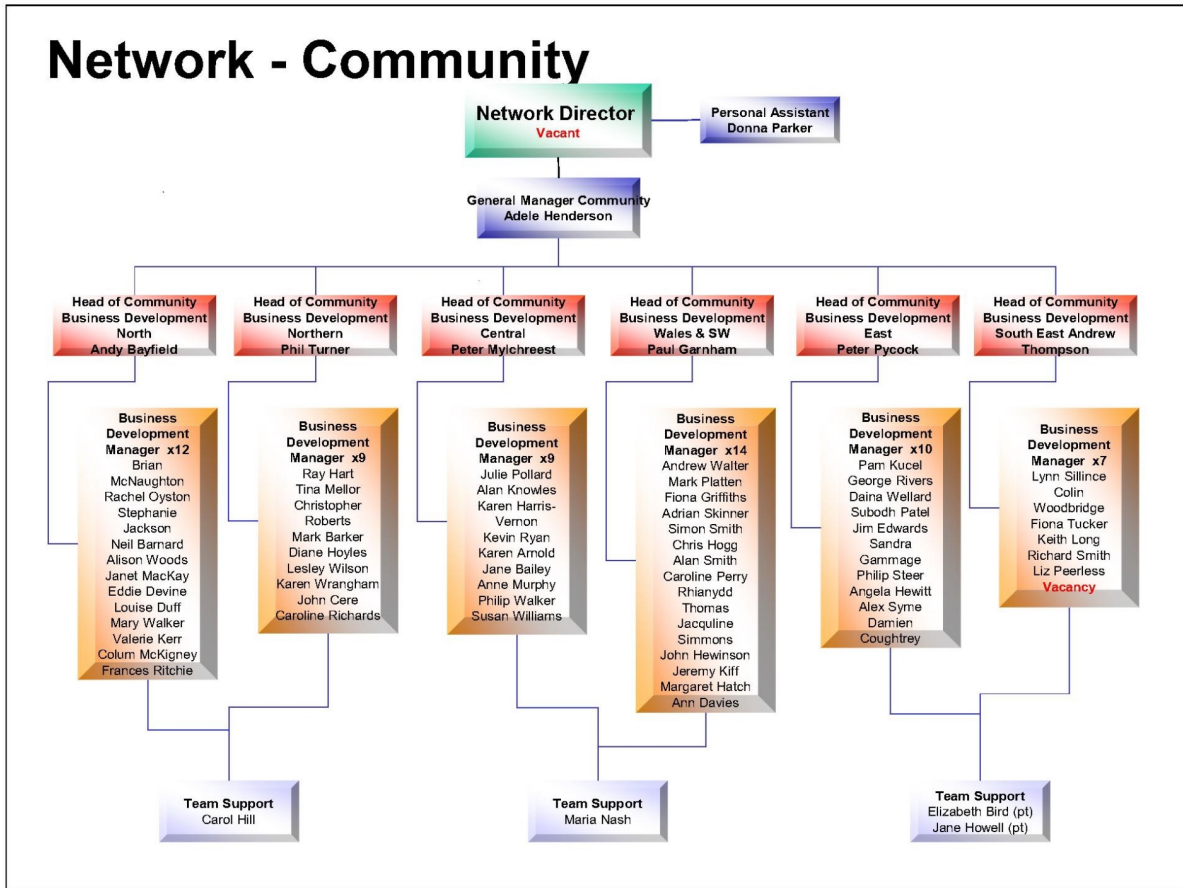 Network - Community
Network Director
Vacant
Personal Assistant
Donna Parker
General Manager Community
Adele Henderson
Head of Community
Business Development
North
Andy Bayfield
Head of Community
Business Development
Northern
Phil Turner
Head of Community
Business Development
Central
Peter Mylchreest
Head of Community
Business Development
Wales & SW
Paul Garnham
Head of Community
Business Development
East
Peter Pycock
Head of Community
Business Development
South East Andrew
Thompson
Business
Development
Manager x12
Brian
McNaughton
Rachel Oyston
Stephanie
Jackson
Neil Barnard
Alison Woods
Janet MacKay
Eddie Devine
Louise Duff
Mary Walker
Valerie Kerr
Colum McKigney
Frances Ritchie
Business
Development
Manager x9
Ray Hart
Tina Mellor
Christopher
Roberts
Mark Barker
Diane Hoyles
Lesley Wilson
Karen Wrangham
John Cere
Caroline Richards
Business
Development
Manager x9
Julie Pollard
Alan Knowles
Karen Harris-
Vernon
Kevin Ryan
Karen Arnold
Jane Bailey
Anne Murphy
Philip Walker
Susan Williams
Business
Development
Manager x14
Andrew Walter
Mark Platten
Fiona Griffiths
Adrian Skinner
Simon Smith
Chris Hogg
Alan Smith
Caroline Perry
Rhianydd
Thomas
Jacquline
Simmons
John Hewinson
Jeremy Kiff
Margaret Hatch
Ann Davies
Business
Development
Manager x10
Pam Kucel
George Rivers
Daina Wellard
Subodh Patel
Jim Edwards
Sandra
Gammage
Philip Steer
Angela Hewitt
Alex Syme
Damien
Coughtrey
Business
Development
Manager x7
Lynn Sillince
Colin
Woodbridge
Fiona Tucker
Keith Long
Richard Smith
Liz Peerless
Vacancy
Team Support
Carol Hill
Team Support
Maria Nash
Team Support
Elizabeth Bird (pt)
Jane Howell (pt)